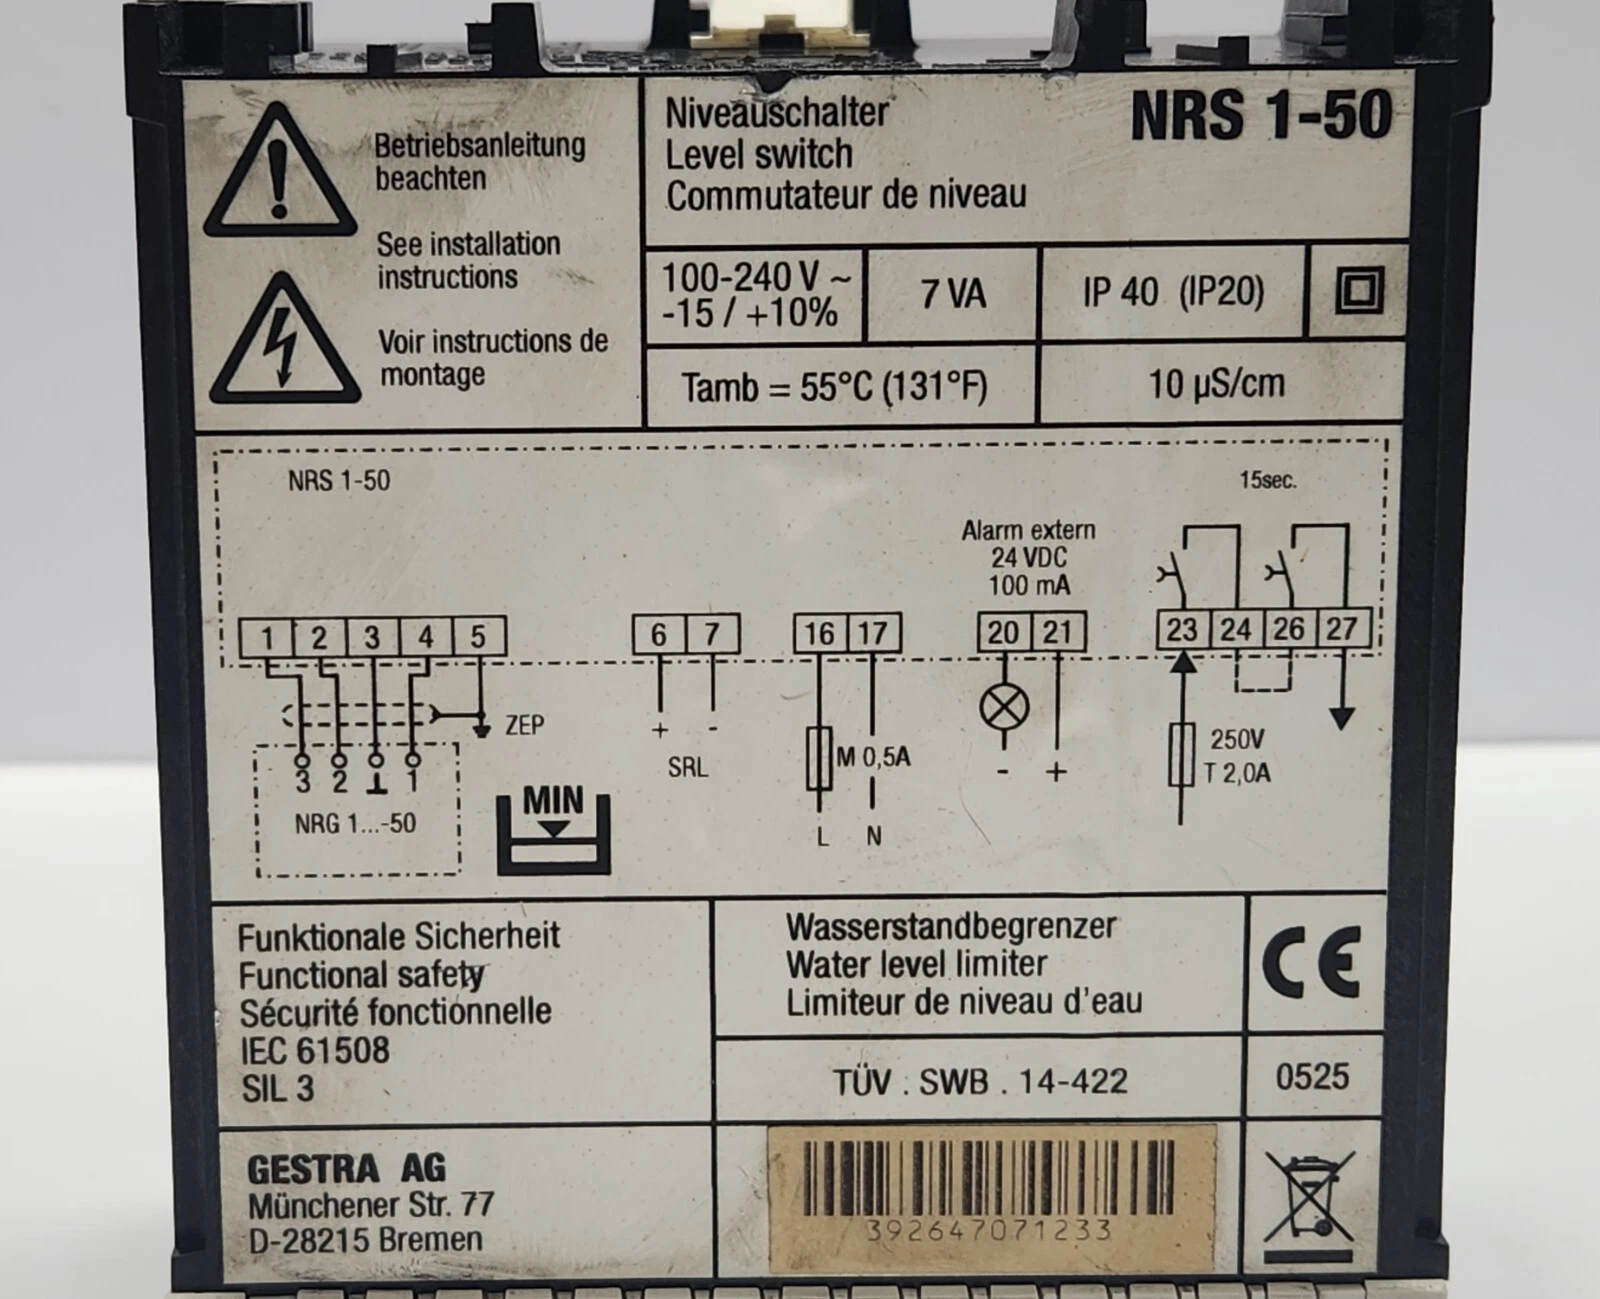 Betriebsanleitung
beachten
See installation
instructions
Voir instructions de
montage
Niveauschalter
Level switch
Commutateur de niveau
NRS 1-50
100-240 V ~
-15 / +10%
7 VA
IP 40 (IP20)
Tamb = 55°C (131°F)
10 µS/cm
NRS 1-50
15sec.
Alarm extern
24 VDC
100 mA
1 2 3 4 5
6 7
16 17
20 21
23 24 26 27
ZEP
+ -
SRL
M 0,5A
L N
- +
250V
T 2,0A
3 2 ⊥ 1
NRG 1...-50
MIN
Funktionale Sicherheit
Functional safety
Sécurité fonctionnelle
IEC 61508
SIL 3
Wasserstandbegrenzer
Water level limiter
Limiteur de niveau d'eau
CE
TÜV . SWB . 14-422
0525
GESTRA AG
Münchener Str. 77
D-28215 Bremen
392647071233